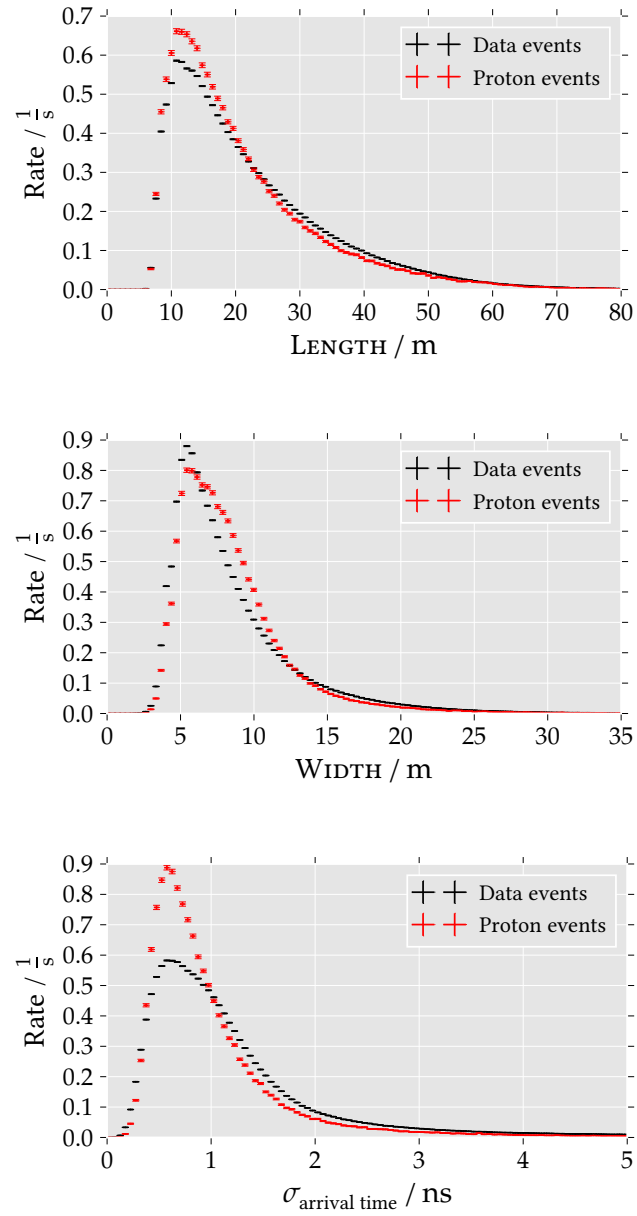 0.7
0.6
0.5
0.4
0.3
0.2
0.1
0.0
Rate / 1/s
Data events
Proton events
0 10 20 30 40 50 60 70 80
LENGTH / m
0.9
0.8
0.7
0.6
0.5
0.4
0.3
0.2
0.1
0.0
Rate / 1/s
Data events
Proton events
0 5 10 15 20 25 30 35
WIDTH / m
0.9
0.8
0.7
0.6
0.5
0.4
0.3
0.2
0.1
0.0
Rate / 1/s
Data events
Proton events
0 1 2 3 4 5
σ arrival time / ns